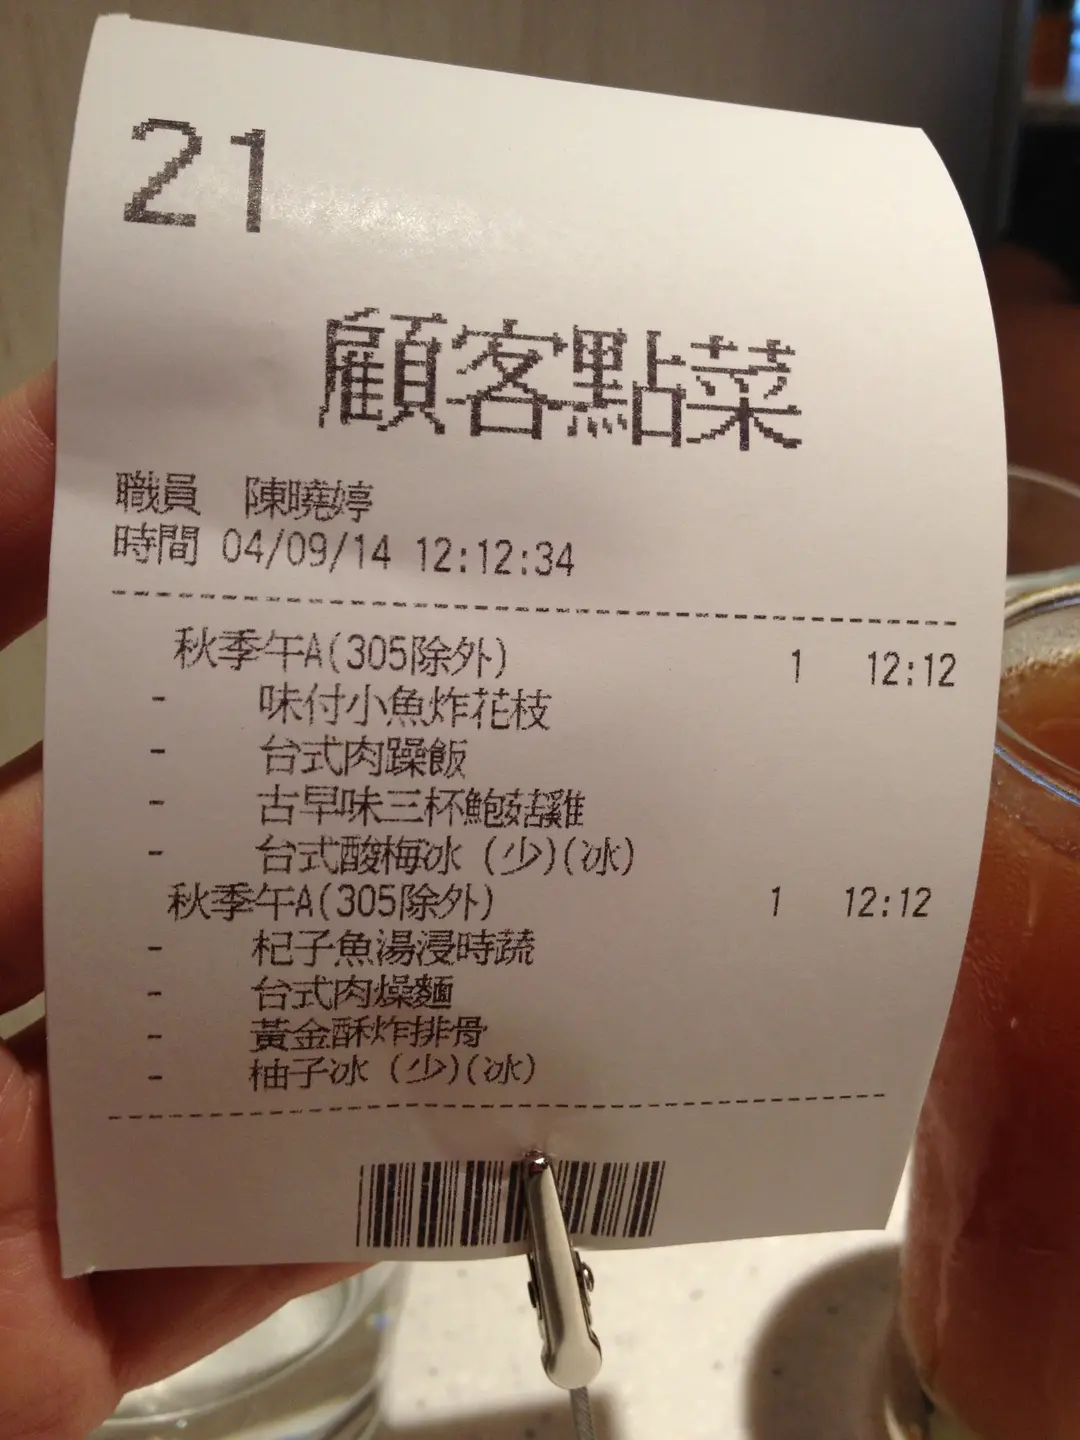 21
顧客點菜
職員 陳曉婷
時間 04/09/14 12:12:34
秋季午A(305除外) 1 12:12
- 味付小魚炸花枝
- 台式肉躁飯
- 古早味三杯鮑菇雞
- 台式酸梅冰 (少)(冰)
秋季午A(305除外) 1 12:12
- 杞子魚湯浸時蔬
- 台式肉燥麵
- 黃金酥炸排骨
- 柚子冰 (少)(冰)